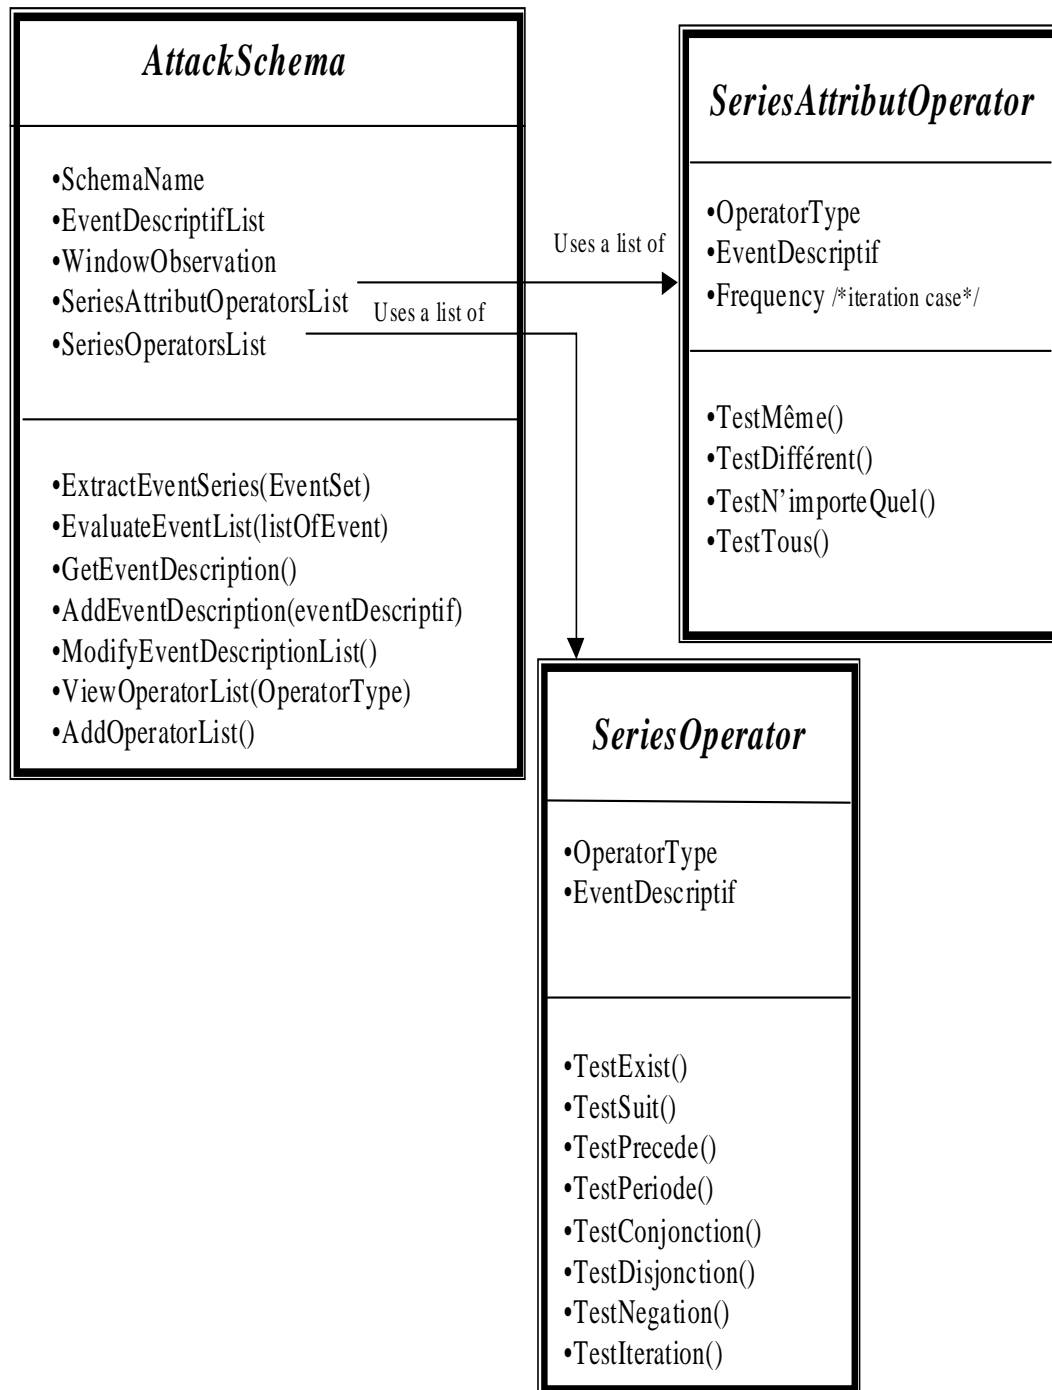 AttackSchema
•SchemaName
•EventDescriptifList
•WindowObservation
•SeriesAttributOperatorsList
•SeriesOperatorsList
•ExtractEventSeries(EventSet)
•EvaluateEventList(listOfEvent)
•GetEventDescription()
•AddEventDescription(eventDescriptif)
•ModifyEventDescriptionList()
•ViewOperatorList(OperatorType)
•AddOperatorList()
Uses a list of
Uses a list of
SeriesAttributOperator
•OperatorType
•EventDescriptif
•Frequency /*iteration case*/
•TestMême()
•TestDifférent()
•TestN’importeQuel()
•TestTous()
SeriesOperator
•OperatorType
•EventDescriptif
•TestExist()
•TestSuit()
•TestPrecede()
•TestPeriode()
•TestConjonction()
•TestDisjonction()
•TestNegation()
•TestIteration()